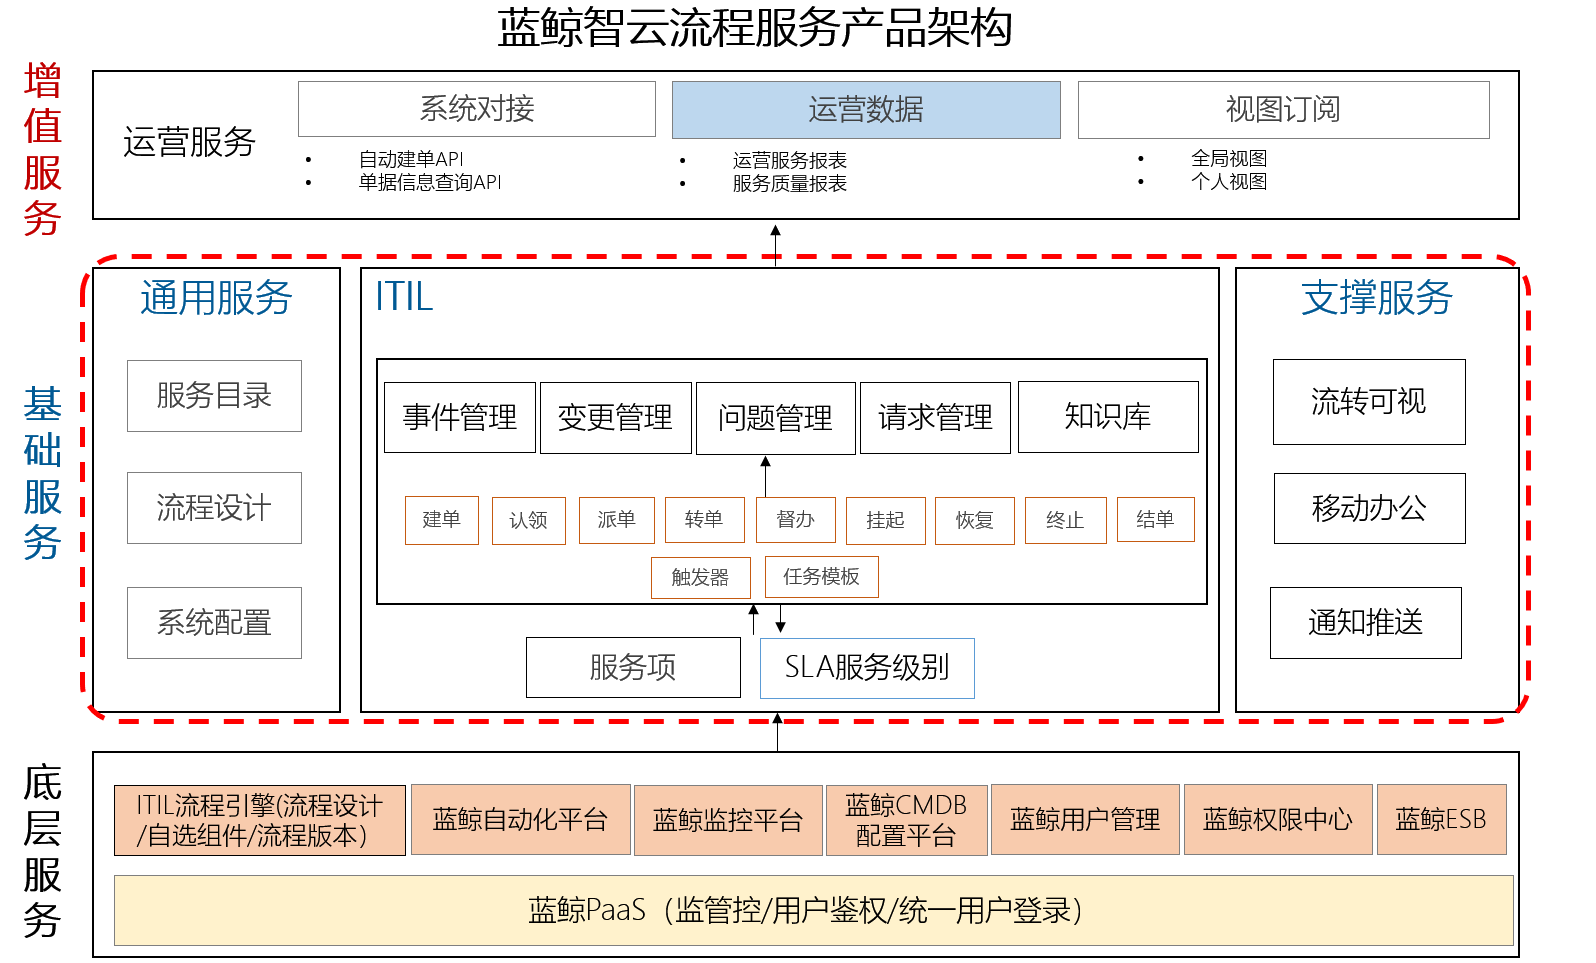 蓝鲸智云流程服务产品架构
增值服务
运营服务
系统对接
• 自动建单API
• 单据信息查询API
运营数据
• 运营服务报表
• 服务质量报表
视图订阅
• 全局视图
• 个人视图
基础服务
通用服务
服务目录
流程设计
系统配置
ITIL
事件管理
变更管理
问题管理
请求管理
知识库
建单
认领
派单
转单
督办
挂起
恢复
终止
结单
触发器
任务模板
服务项
SLA服务级别
支撑服务
流转可视
移动办公
通知推送
底层服务
ITIL流程引擎(流程设计
/自选组件/流程版本）
蓝鲸自动化平台
蓝鲸监控平台
蓝鲸CMDB
配置平台
蓝鲸用户管理
蓝鲸权限中心
蓝鲸ESB
蓝鲸PaaS（监管控/用户鉴权/统一用户登录）